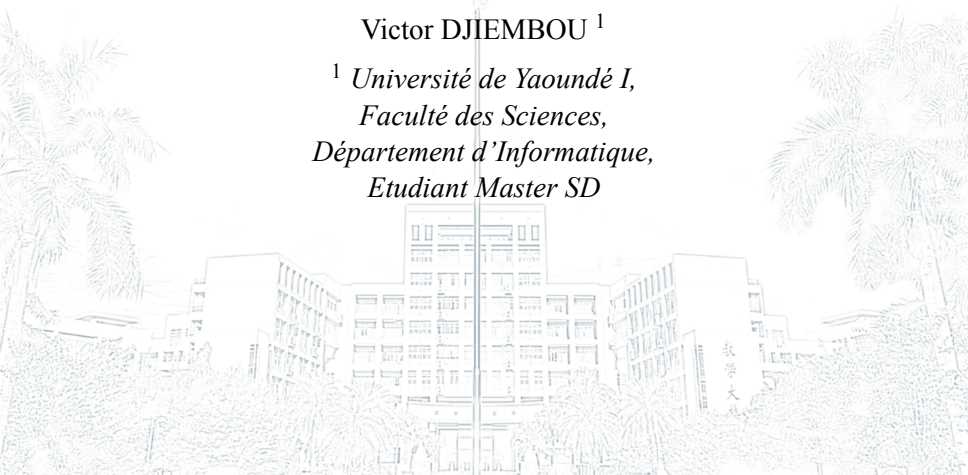 Victor DJIEMBOU ¹
¹ Université de Yaoundé I,
Faculté des Sciences,
Département d’Informatique,
Etudiant Master SD